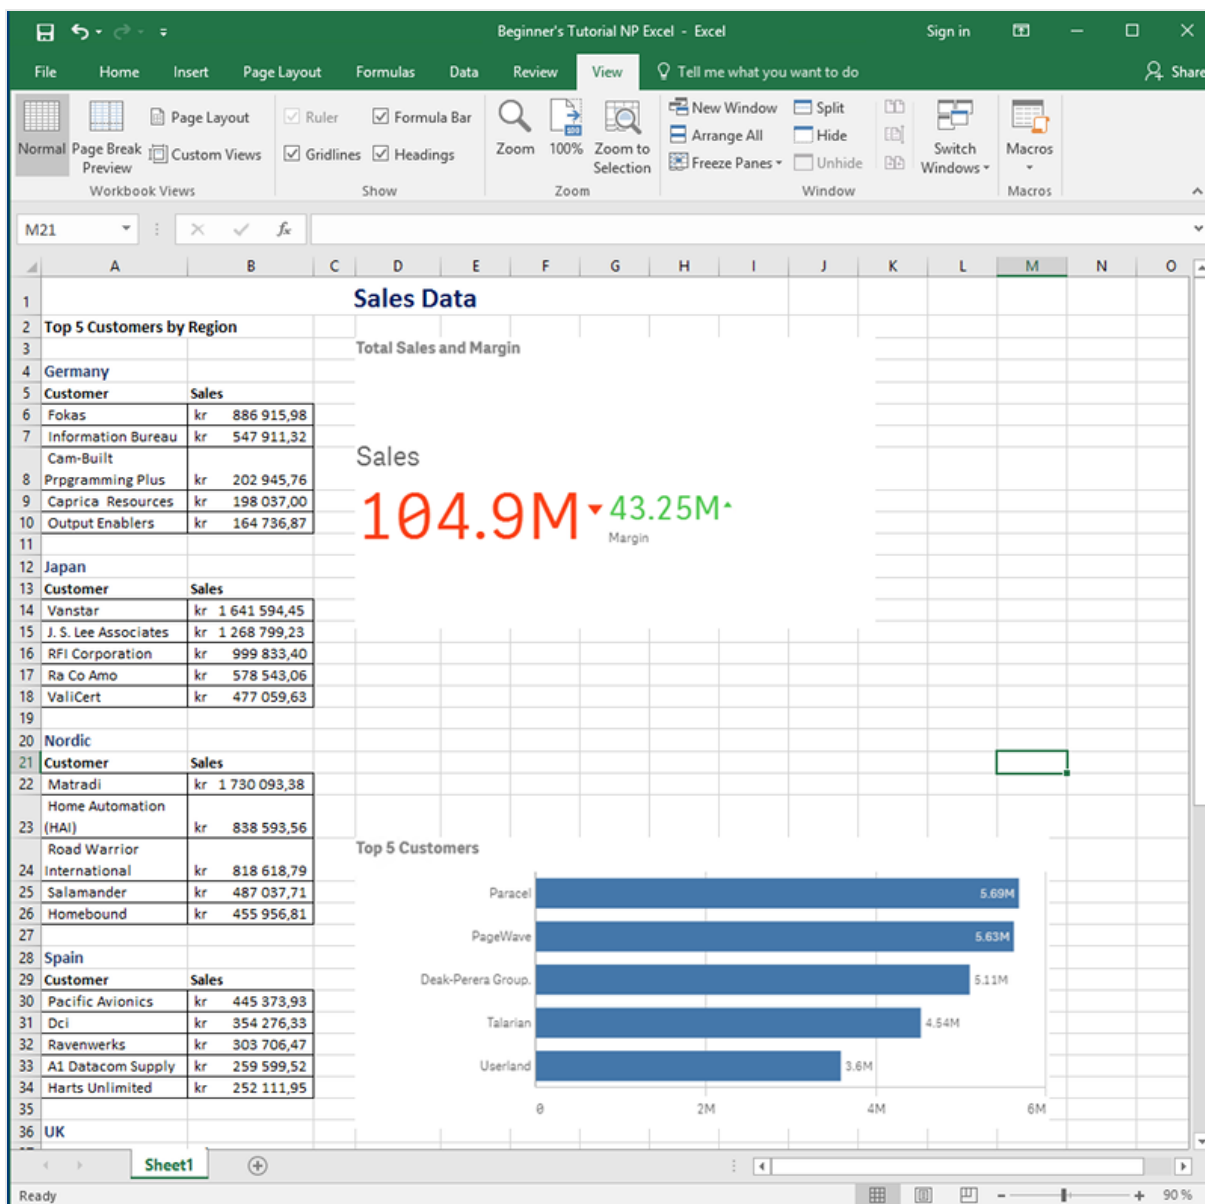 Beginner's Tutorial NP Excel - Excel
Sign in
File Home Insert Page Layout Formulas Data Review View Tell me what you want to do Share
Normal
Page Break Preview
Page Layout
Custom Views
Workbook Views
Ruler
Formula Bar
Gridlines
Headings
Show
Zoom
100%
Zoom to Selection
Zoom
New Window
Arrange All
Freeze Panes
Split
Hide
Unhide
Switch Windows
Window
Macros
Macros
M21
fx
A B C D E F G H I J K L M N O
1 Sales Data
2 Top 5 Customers by Region
3
4 Germany
5 Customer Sales
6 Fokas kr 886 915,98
7 Information Bureau kr 547 911,32
Cam-Built
8 Prpgramming Plus kr 202 945,76
9 Caprica Resources kr 198 037,00
10 Output Enablers kr 164 736,87
11
12 Japan
13 Customer Sales
14 Vanstar kr 1 641 594,45
15 J. S. Lee Associates kr 1 268 799,23
16 RFI Corporation kr 999 833,40
17 Ra Co Amo kr 578 543,06
18 ValiCert kr 477 059,63
19
20 Nordic
21 Customer Sales
22 Matradi kr 1 730 093,38
Home Automation
23 (HAI) kr 838 593,56
Road Warrior
24 International kr 818 618,79
25 Salamander kr 487 037,71
26 Homebound kr 455 956,81
27
28 Spain
29 Customer Sales
30 Pacific Avionics kr 445 373,93
31 Dci kr 354 276,33
32 Ravenwerks kr 303 706,47
33 A1 Datacom Supply kr 259 599,52
34 Harts Unlimited kr 252 111,95
35
36 UK
Total Sales and Margin
Sales
104.9M 43.25M
Margin
Top 5 Customers
Paracel 5.69M
PageWave 5.63M
Deak-Perera Group. 5.11M
Talarian 4.54M
Userland 3.6M
0 2M 4M 6M
Sheet1
Ready
90 %